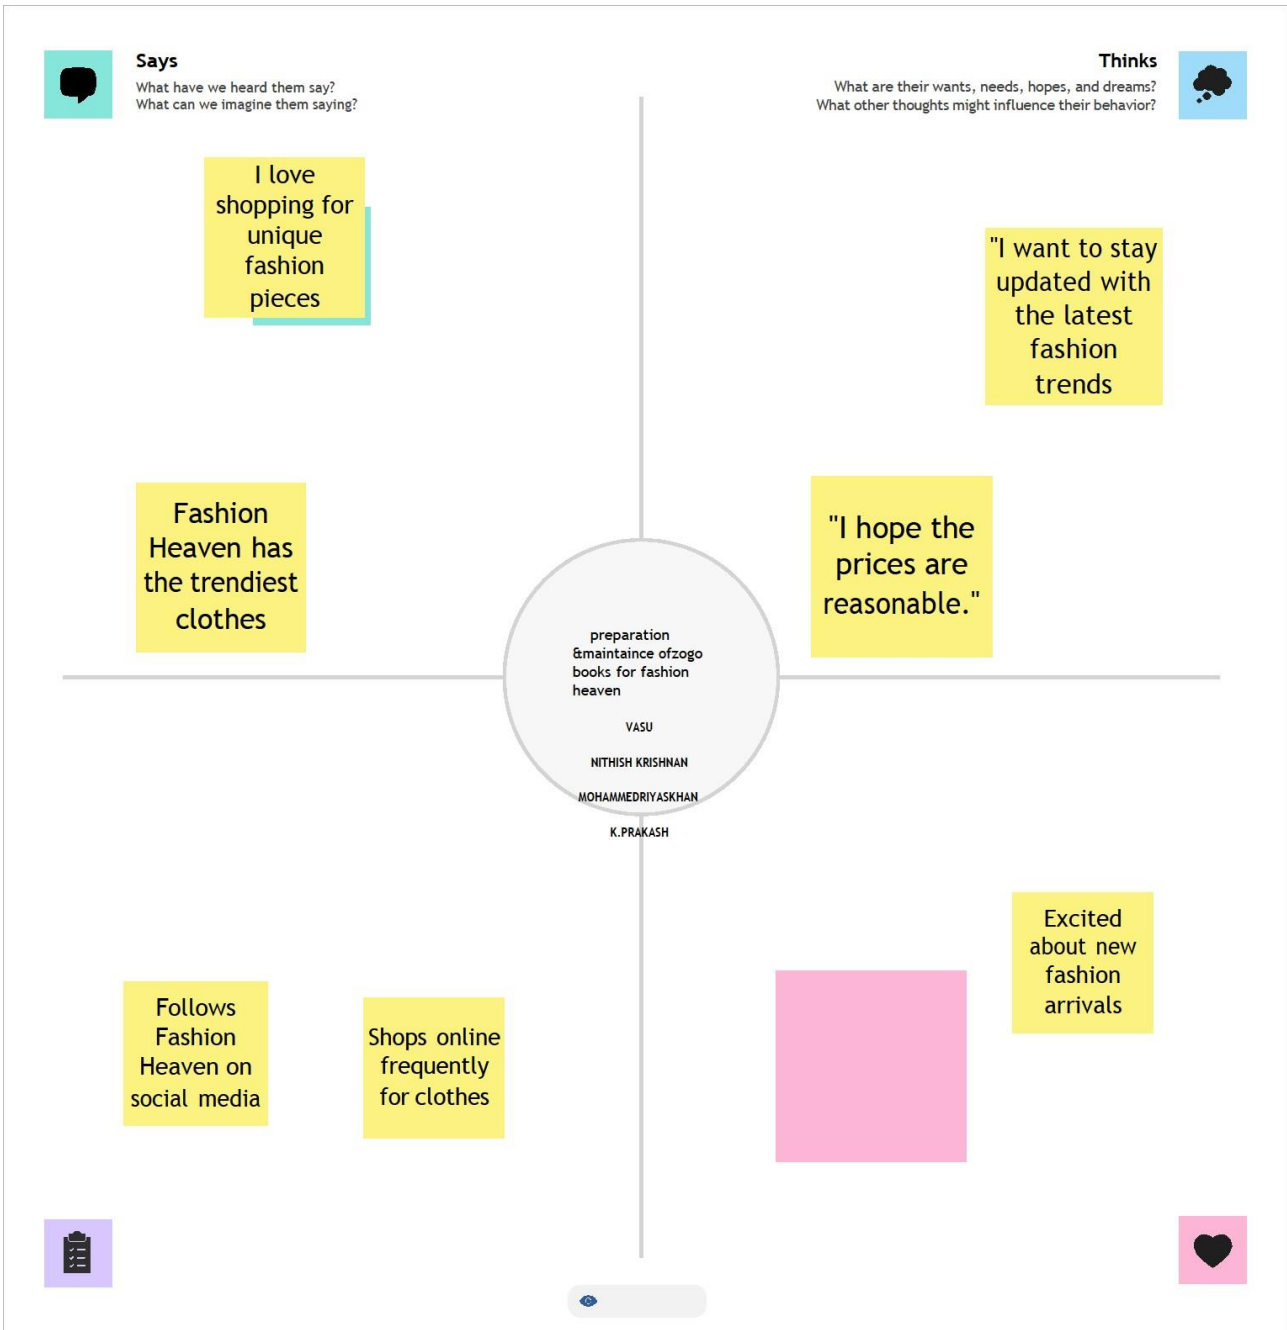 Says
What have we heard them say?
What can we imagine them saying?
Thinks
What are their wants, needs, hopes, and dreams?
What other thoughts might influence their behavior?
I love
shopping for
unique
fashion
pieces
"I want to stay
updated with
the latest
fashion
trends
Fashion
Heaven has
the trendiest
clothes
"I hope the
prices are
reasonable."
preparation
&maintaince ofzogo
books for fashion
heaven
VASU
NITHISH KRISHNAN
MOHAMMEDRIYASKHAN
K.PRAKASH
Follows
Fashion
Heaven on
social media
Shops online
frequently
for clothes
Excited
about new
fashion
arrivals